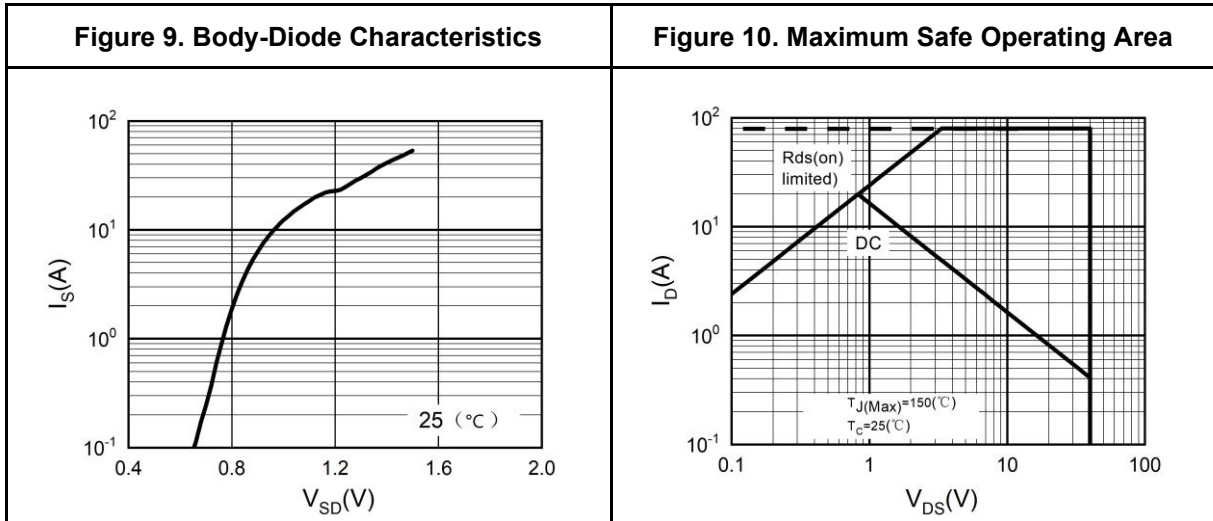 Figure 9. Body-Diode Characteristics
Figure 10. Maximum Safe Operating Area
10²
10¹
10⁰
10⁻¹
I_S(A)
25（℃）
0.4 0.8 1.2 1.6 2.0
V_SD(V)
10²
10¹
10⁰
10⁻¹
I_D(A)
Rds(on)
limited)
DC
T_J(Max)=150(℃)
T_C=25(℃)
0.1 1 10 100
V_DS(V)